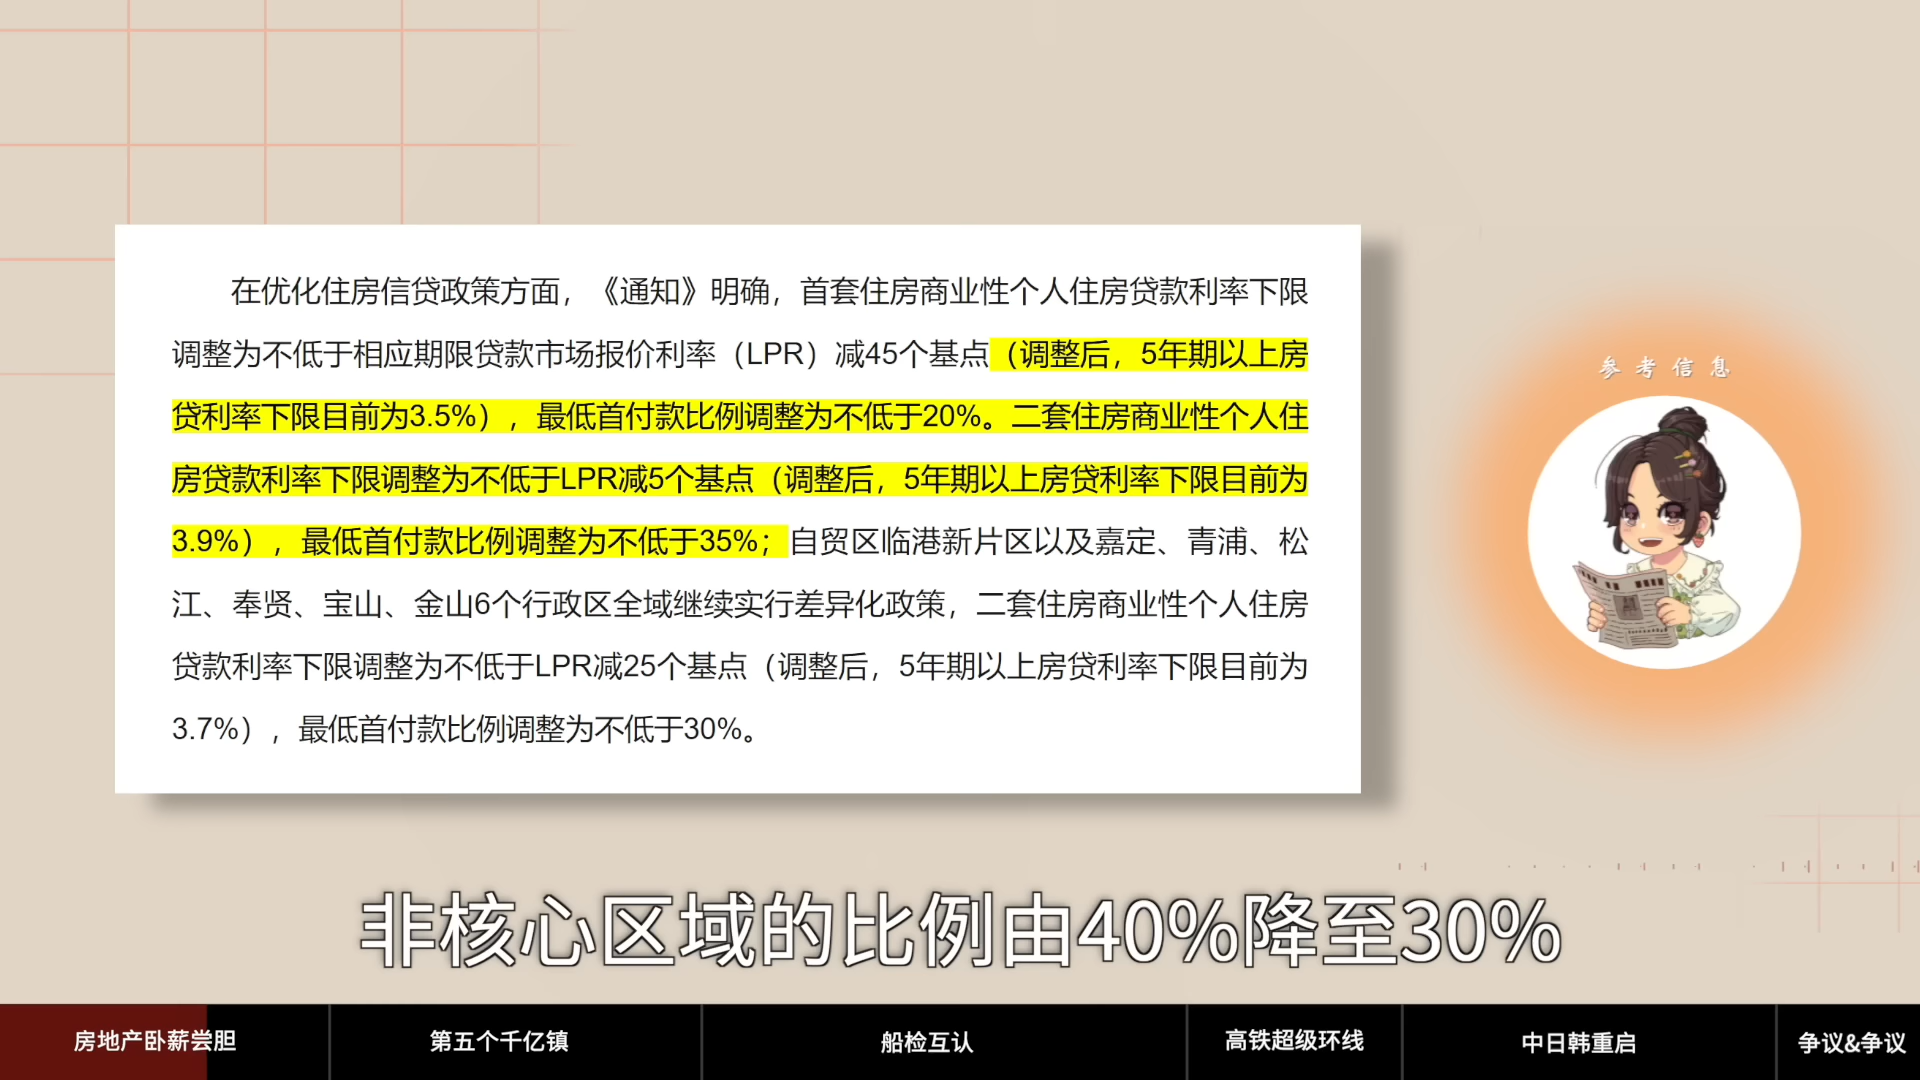 在优化住房信贷政策方面，《通知》明确，首套住房商业性个人住房贷款利率下限
调整为不低于相应期限贷款市场报价利率（LPR）减45个基点（调整后，5年期以上房
贷利率下限目前为3.5%），最低首付款比例调整为不低于20%。二套住房商业性个人住
房贷款利率下限调整为不低于LPR减5个基点（调整后，5年期以上房贷利率下限目前为
3.9%），最低首付款比例调整为不低于35%；自贸区临港新片区以及嘉定、青浦、松
江、奉贤、宝山、金山6个行政区全域继续实行差异化政策，二套住房商业性个人住房
贷款利率下限调整为不低于LPR减25个基点（调整后，5年期以上房贷利率下限目前为
3.7%），最低首付款比例调整为不低于30%。
参考信息
非核心区域的比例由40%降至30%
房地产卧薪尝胆
第五个千亿镇
船检互认
高铁超级环线
中日韩重启
争议&争议